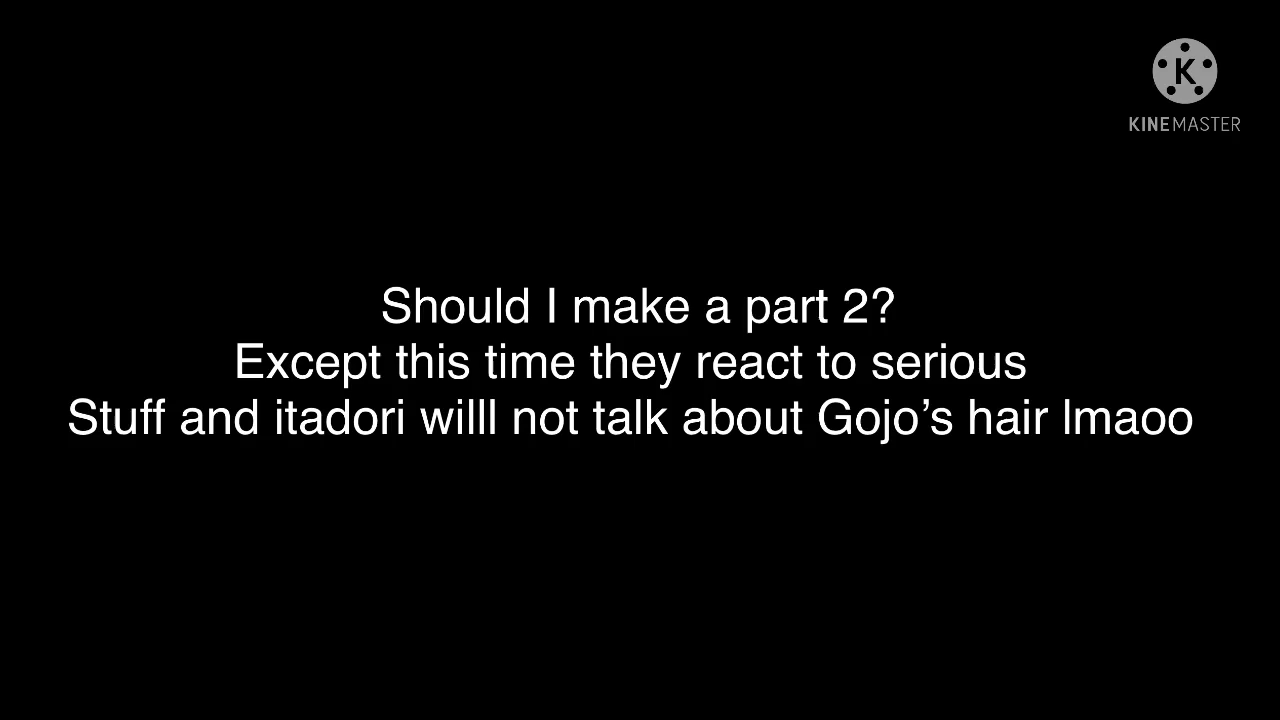 K
KINEMASTER
Should I make a part 2?
Except this time they react to serious
Stuff and itadori willl not talk about Gojo’s hair lmaoo